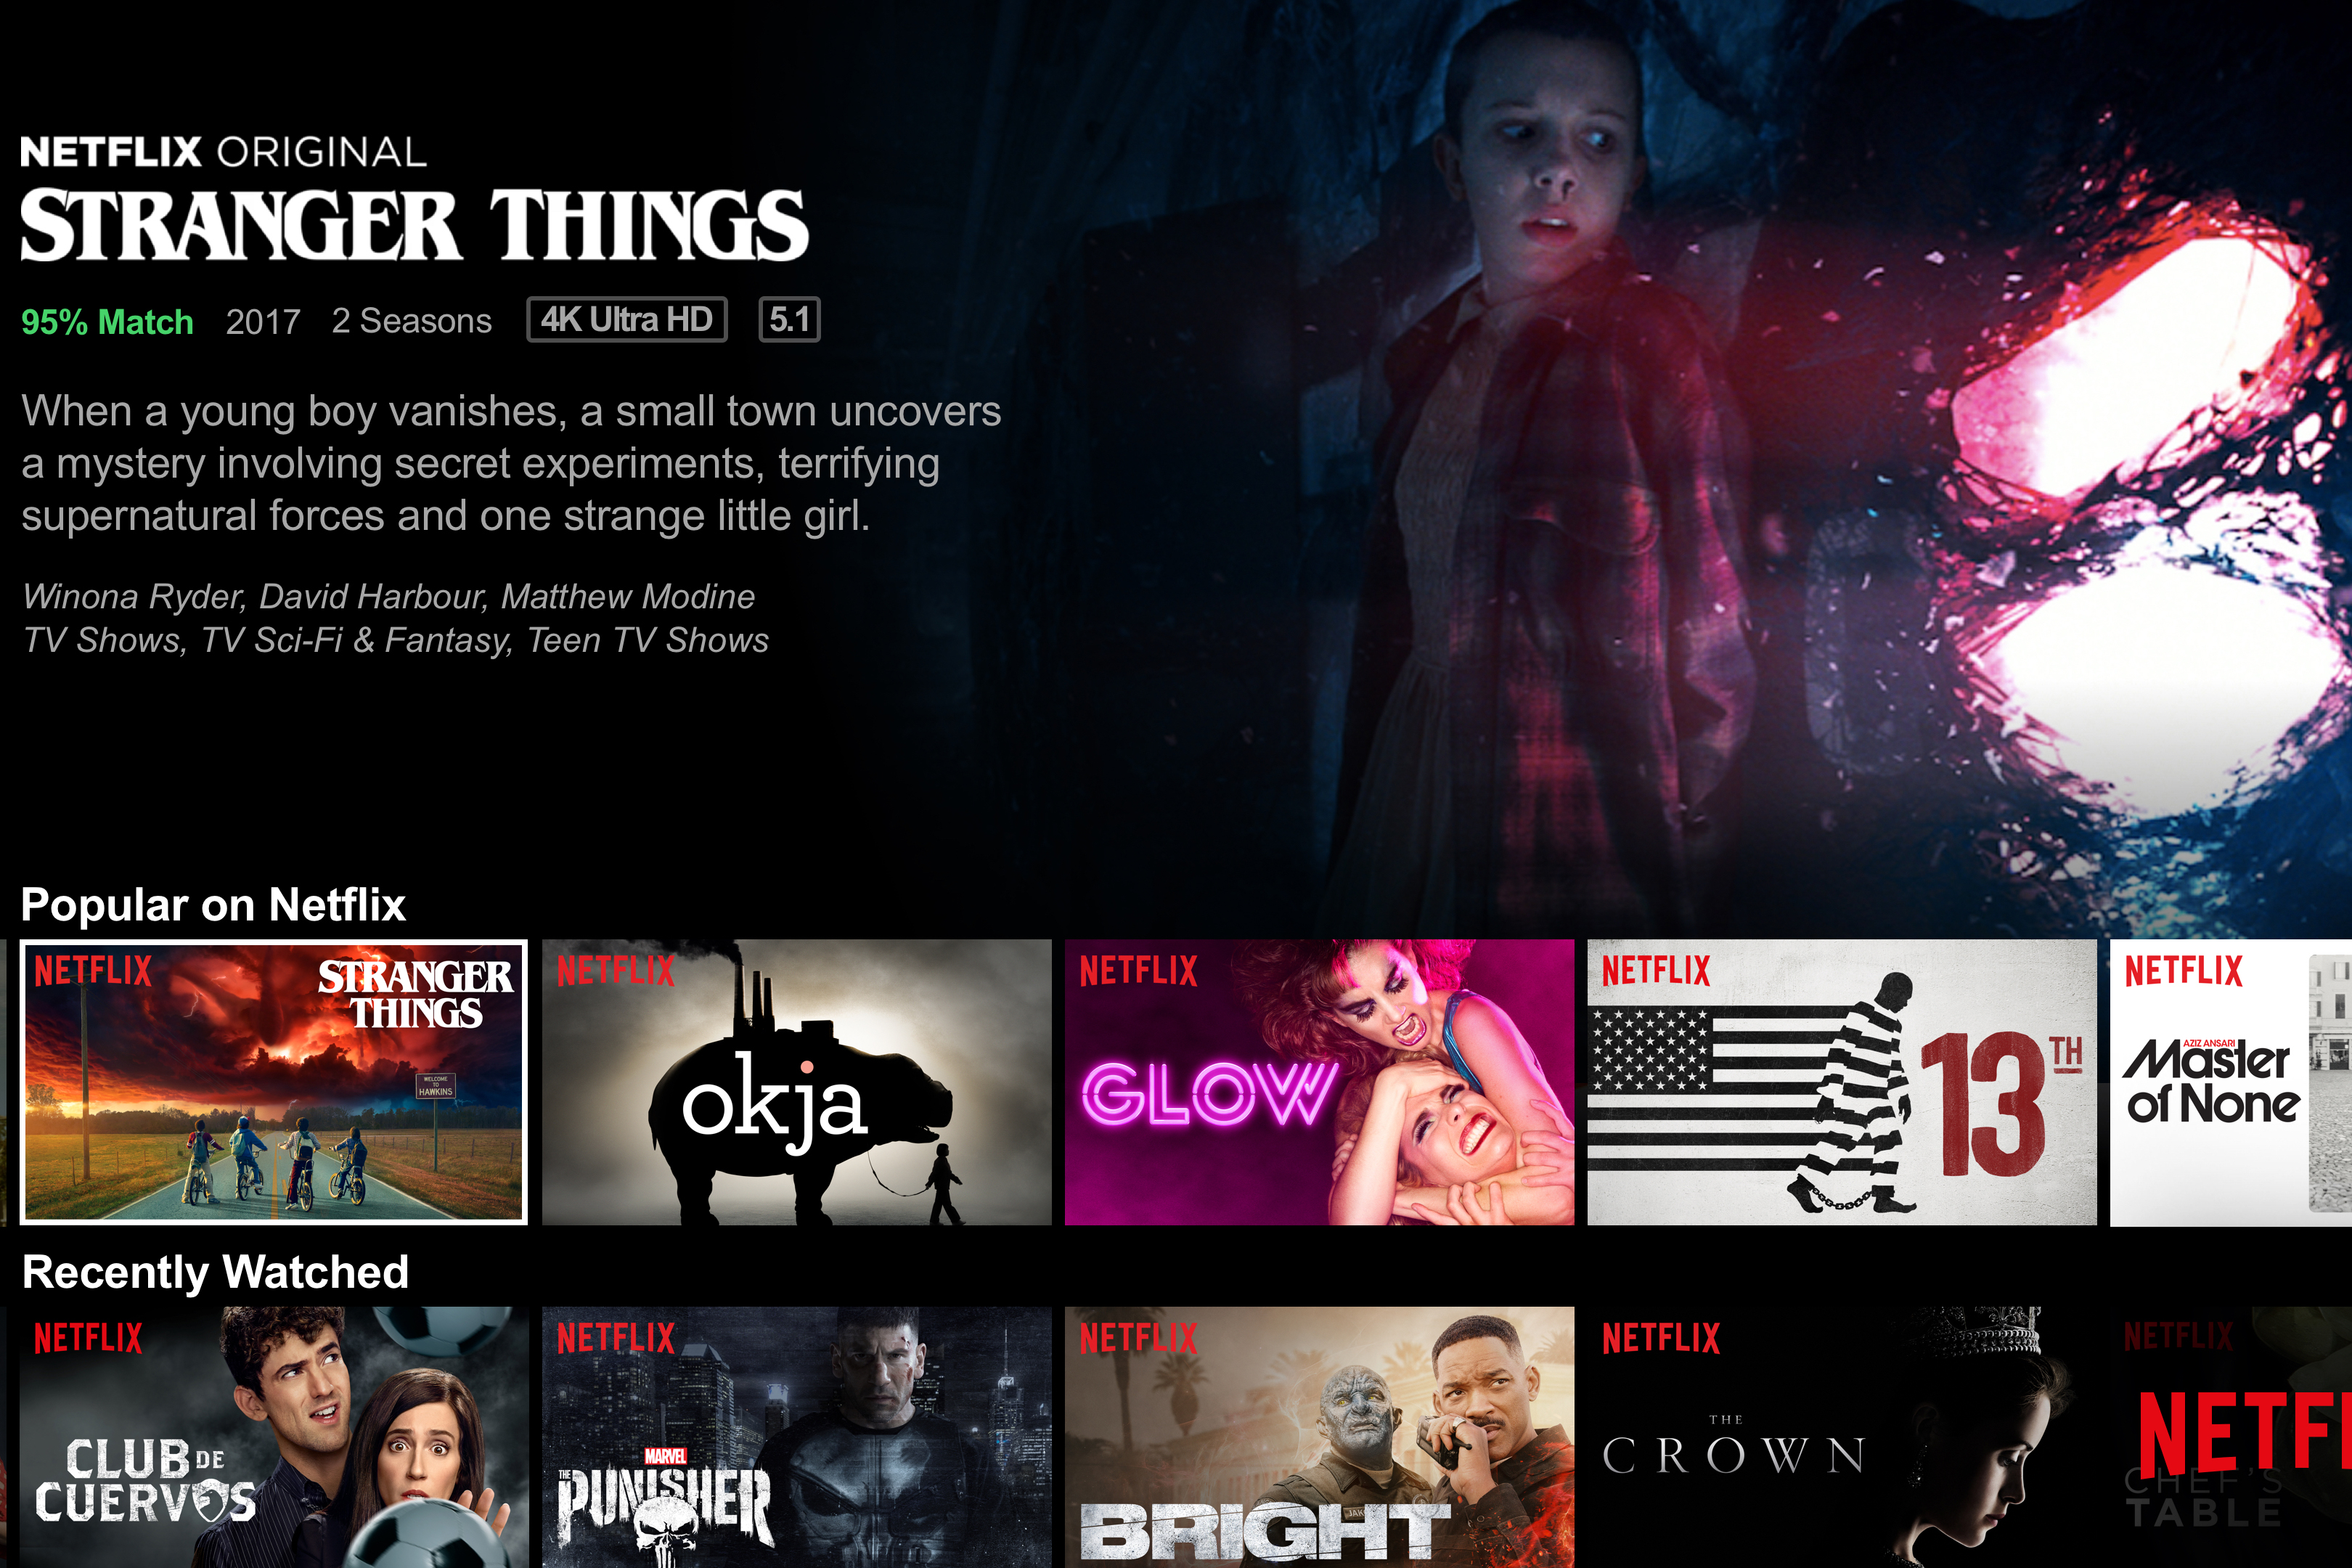 NETFLIX ORIGINAL
STRANGER THINGS
95% Match 2017 2 Seasons 4K Ultra HD 5.1
When a young boy vanishes, a small town uncovers
a mystery involving secret experiments, terrifying
supernatural forces and one strange little girl.
Winona Ryder, David Harbour, Matthew Modine
TV Shows, TV Sci-Fi & Fantasy, Teen TV Shows
Popular on Netflix
NETFLIX
STRANGER
THINGS
WELCOME
TO
HAWKINS
NETFLIX
okja
NETFLIX
GLOW
NETFLIX
13TH
NETFLIX
AZIZ ANSARI
Master
of None
Recently Watched
NETFLIX
CLUB DE
CUERVOS
NETFLIX
MARVEL
THE
PUNISHER
NETFLIX
BRIGHT
NETFLIX
THE
CROWN
NETFLIX
NETF
CHEF'S
TABLE